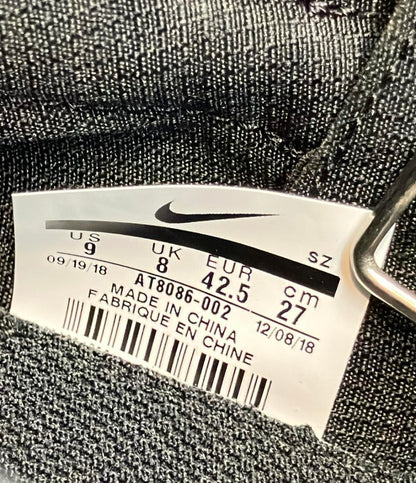 SZ
US UK EUR cm
9 8 42.5 27
09/19/18 AT8086-002 12/08/18
MADE IN CHINA
FABRIQUE EN CHINE